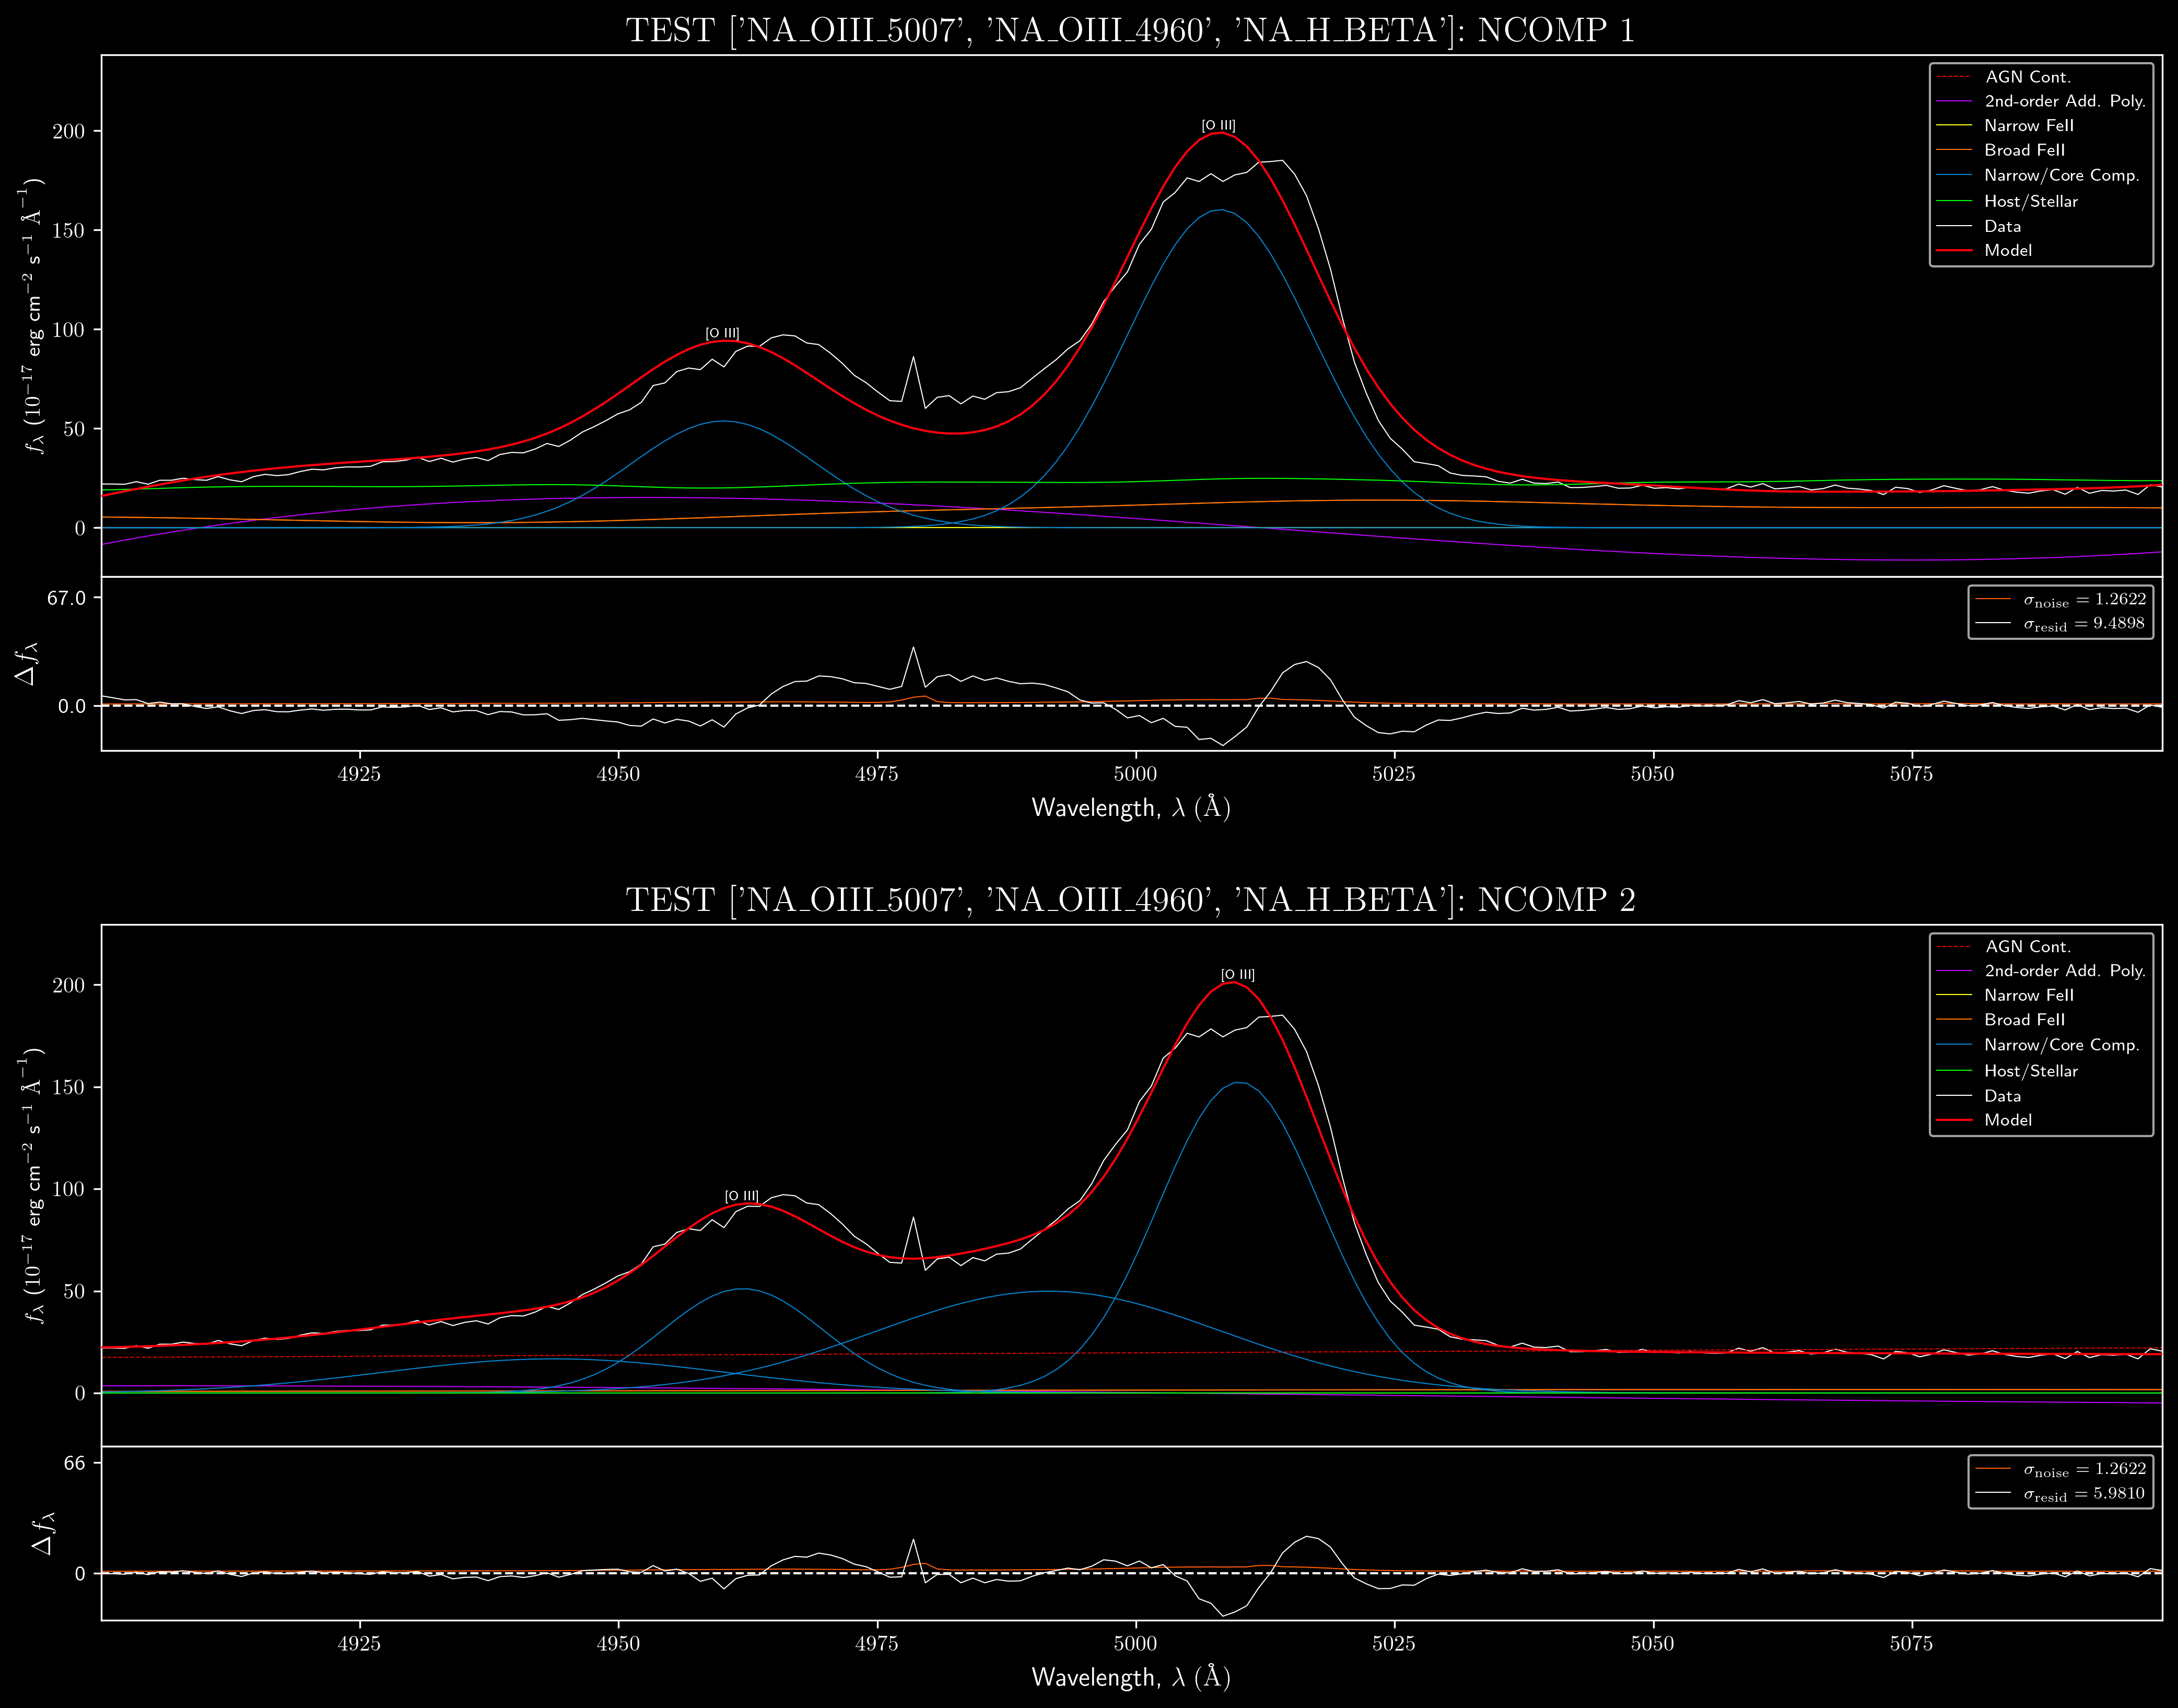 TEST ['NA_OIII_5007', 'NA_OIII_4960', 'NA_H_BETA']: NCOMP 1
AGN Cont.
2nd-order Add. Poly.
Narrow FeII
Broad FeII
Narrow/Core Comp.
Host/Stellar
Data
Model
[O III]
[O III]
200
150
100
50
0
fλ (10−17 erg cm−2 s−1 Å−1)
67.0
0.0
Δfλ
σnoise = 1.2622
σresid = 9.4898
4925 4950 4975 5000 5025 5050 5075
Wavelength, λ (Å)
TEST ['NA_OIII_5007', 'NA_OIII_4960', 'NA_H_BETA']: NCOMP 2
AGN Cont.
2nd-order Add. Poly.
Narrow FeII
Broad FeII
Narrow/Core Comp.
Host/Stellar
Data
Model
[O III]
[O III]
200
150
100
50
0
fλ (10−17 erg cm−2 s−1 Å−1)
66
0
Δfλ
σnoise = 1.2622
σresid = 5.9810
4925 4950 4975 5000 5025 5050 5075
Wavelength, λ (Å)